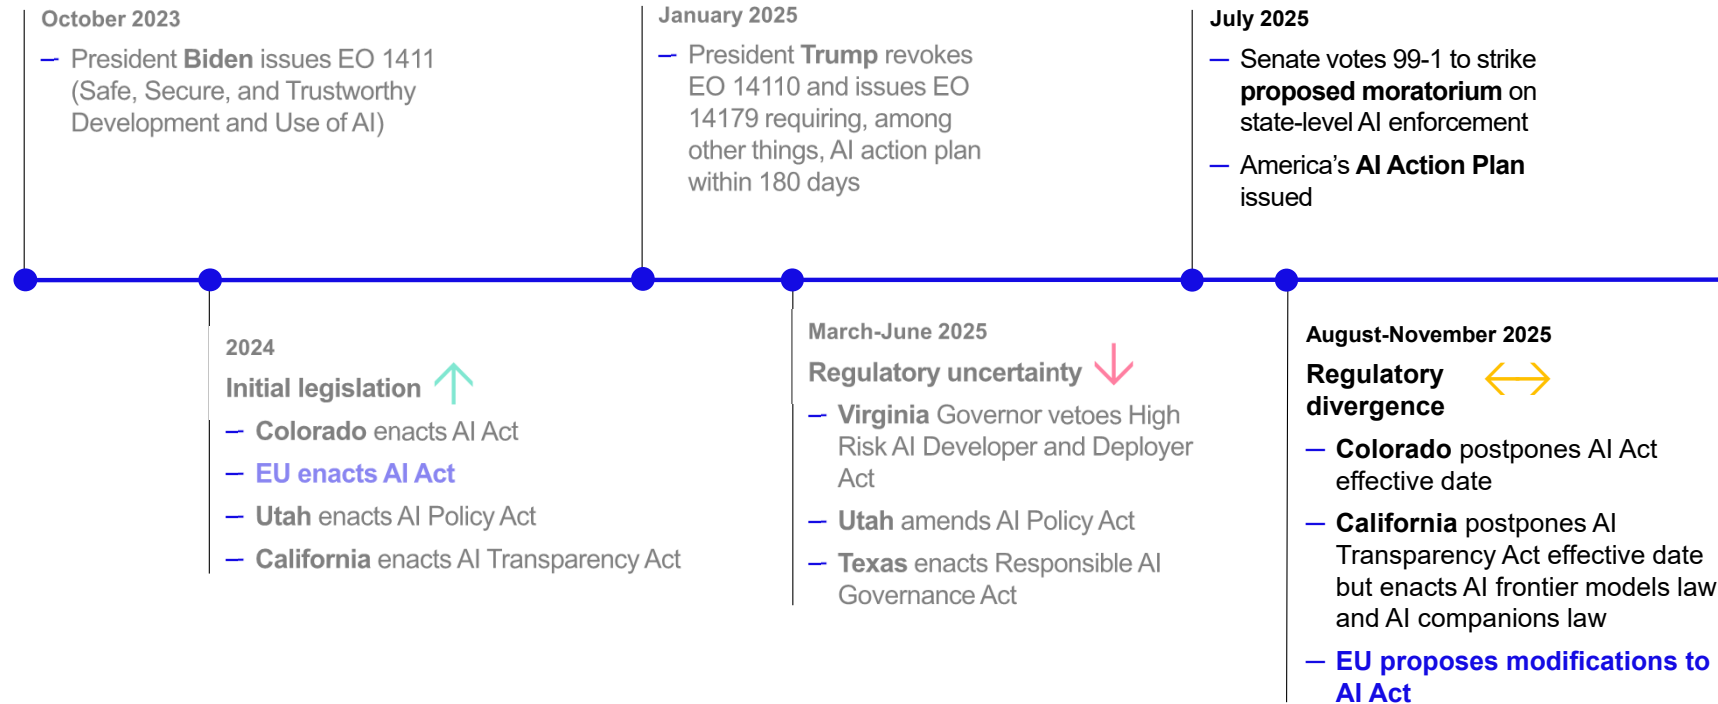 October 2023
— President Biden issues EO 1411
(Safe, Secure, and Trustworthy
Development and Use of AI)
January 2025
— President Trump revokes
EO 14110 and issues EO
14179 requiring, among
other things, AI action plan
within 180 days
July 2025
— Senate votes 99-1 to strike
proposed moratorium on
state-level AI enforcement
— America’s AI Action Plan
issued
2024
Initial legislation
— Colorado enacts AI Act
— EU enacts AI Act
— Utah enacts AI Policy Act
— California enacts AI Transparency Act
March-June 2025
Regulatory uncertainty
— Virginia Governor vetoes High
Risk AI Developer and Deployer
Act
— Utah amends AI Policy Act
— Texas enacts Responsible AI
Governance Act
August-November 2025
Regulatory
divergence
— Colorado postpones AI Act
effective date
— California postpones AI
Transparency Act effective date
but enacts AI frontier models law
and AI companions law
— EU proposes modifications to
AI Act